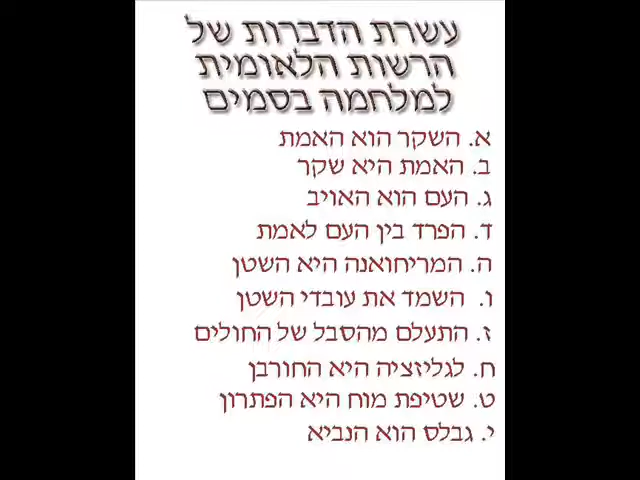 עשרת הדברות של
הרשות הלאומית
למלחמה בסמים
א. השקר הוא האמת
ב. האמת היא שקר
ג. העם הוא האויב
ד. הפרד בין העם לאמת
ה. המריחואנה היא השטן
ו. השמד את עובדי השטן
ז. התעלם מהסבל של החולים
ח. לגליזציה היא החורבן
ט. שטיפת מוח היא הפתרון
י. גבלס הוא הנביא